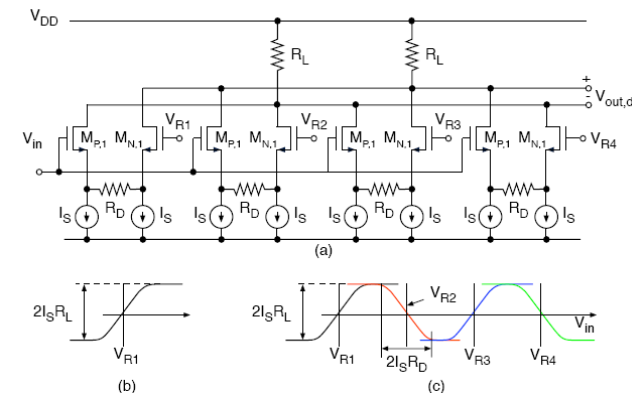 VDD
RL RL
+
-
Vout,d
Vin MP,1 MN,1 VR1 MP,1 MN,1 VR2 MP,1 MN,1 VR3 MP,1 MN,1 VR4
RD RD RD RD
IS IS IS IS IS IS IS IS
(a)
2ISRL
VR1
(b)
2ISRL
VR2
Vin
VR1 2ISRD VR3 VR4
(c)